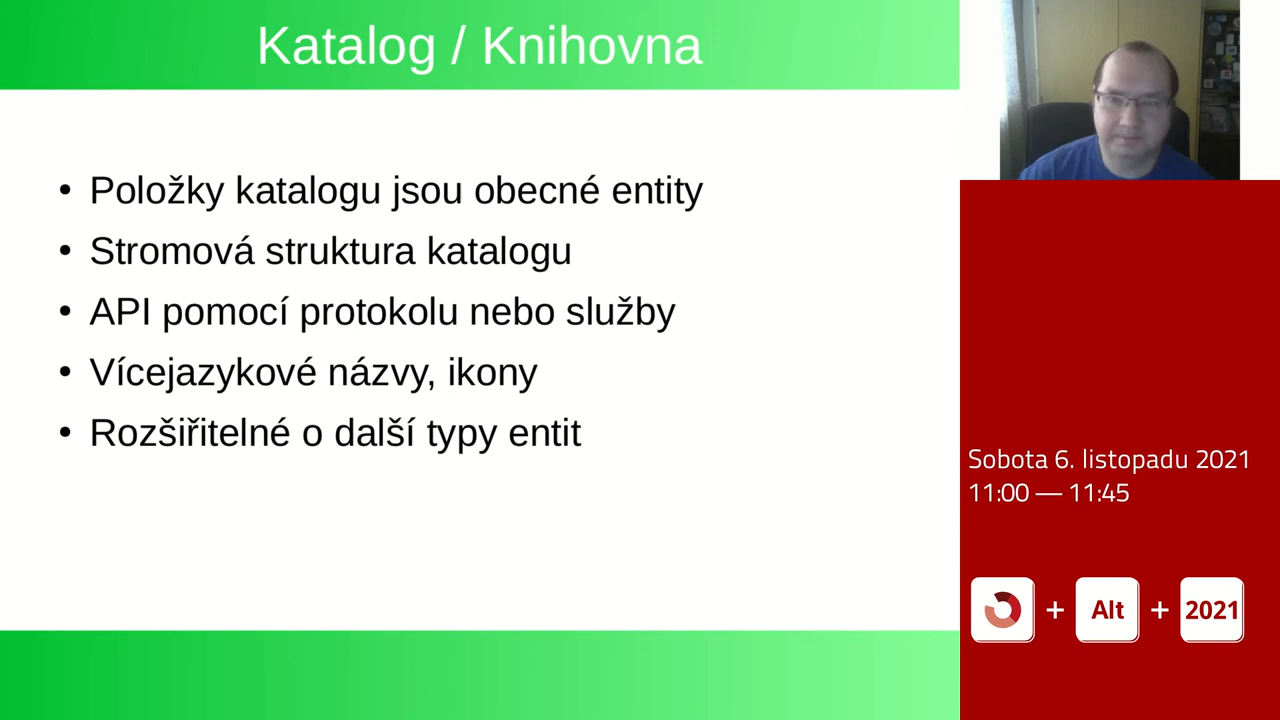 Katalog / Knihovna
• Položky katalogu jsou obecné entity
• Stromová struktura katalogu
• API pomocí protokolu nebo služby
• Vícejazykové názvy, ikony
• Rozšiřitelné o další typy entit
Sobota 6. listopadu 2021
11:00 — 11:45
+ Alt + 2021